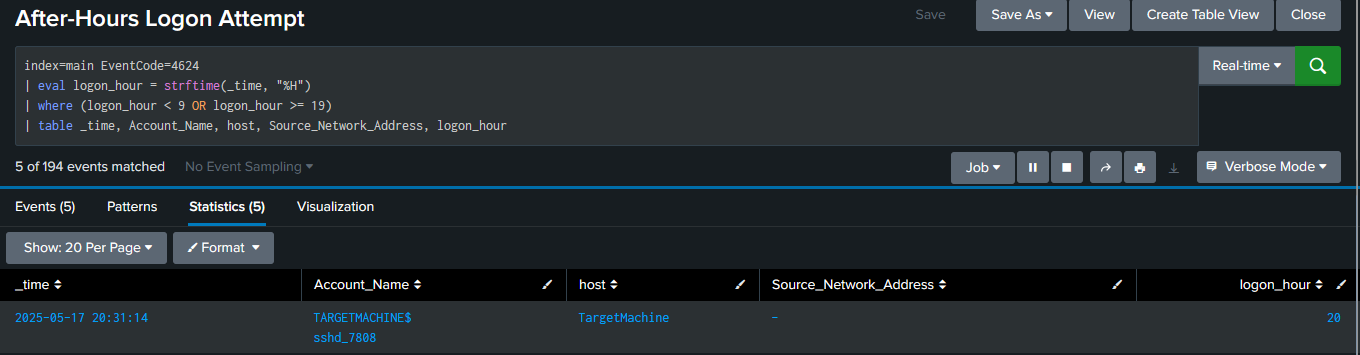 After-Hours Logon Attempt
Save Save As View Create Table View Close
index=main EventCode=4624
| eval logon_hour = strftime(_time, "%H")
| where (logon_hour < 9 OR logon_hour >= 19)
| table _time, Account_Name, host, Source_Network_Address, logon_hour
Real-time
5 of 194 events matched No Event Sampling
Job Verbose Mode
Events (5) Patterns Statistics (5) Visualization
Show: 20 Per Page Format
_time Account_Name host Source_Network_Address logon_hour
2025-05-17 20:31:14 TARGETMACHINE$ TargetMachine - 20
sshd_7808